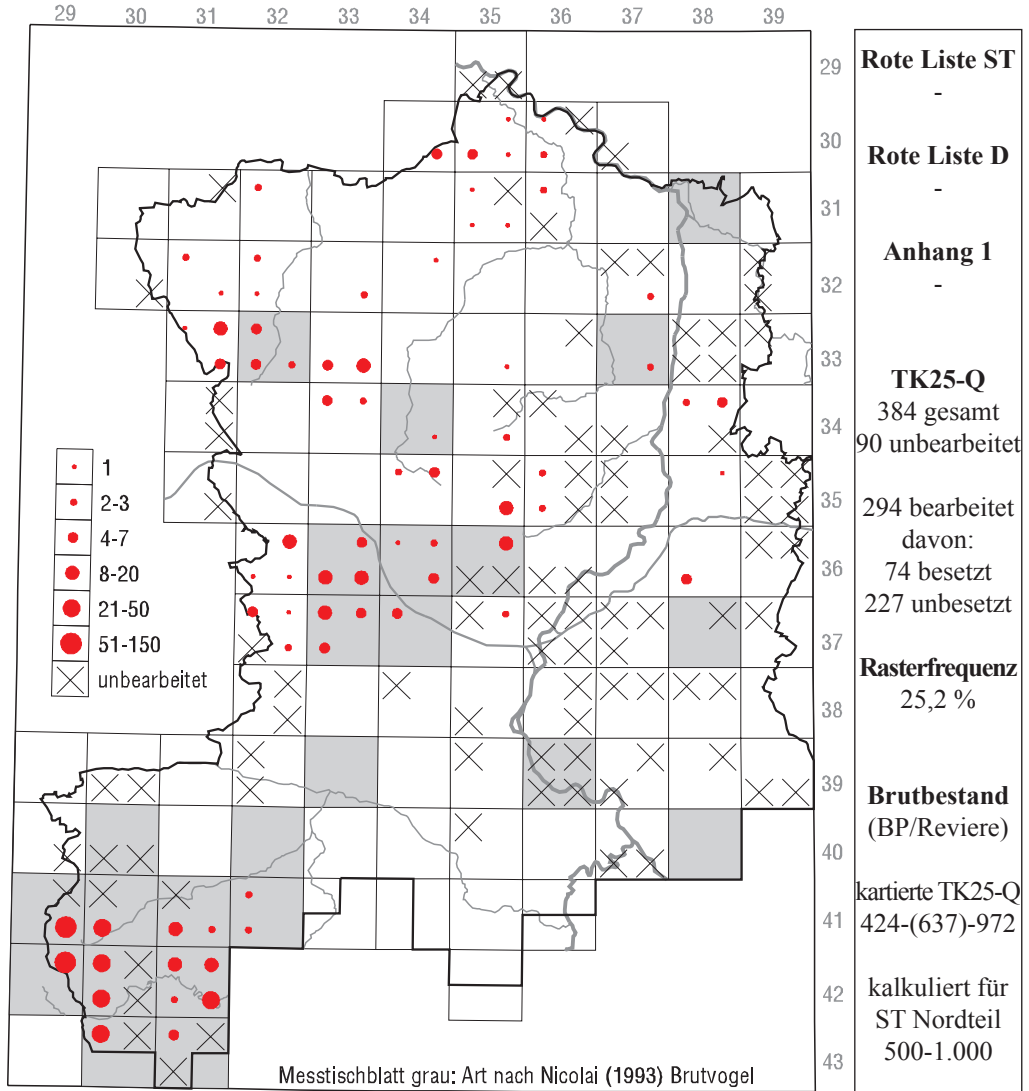 29 30 31 32 33 34 35 36 37 38 39
29
30
31
32
33
34
35
36
37
38
39
40
41
42
43
1
2-3
4-7
8-20
21-50
51-150
unbearbeitet
Messtischblatt grau: Art nach Nicolai (1993) Brutvogel
Rote Liste ST
-
Rote Liste D
-
Anhang 1
-
TK25-Q
384 gesamt
90 unbearbeitet
294 bearbeitet
davon:
74 besetzt
227 unbesetzt
Rasterfrequenz
25,2 %
Brutbestand
(BP/Reviere)
kartierte TK25-Q
424-(637)-972
kalkuliert für
ST Nordteil
500-1.000